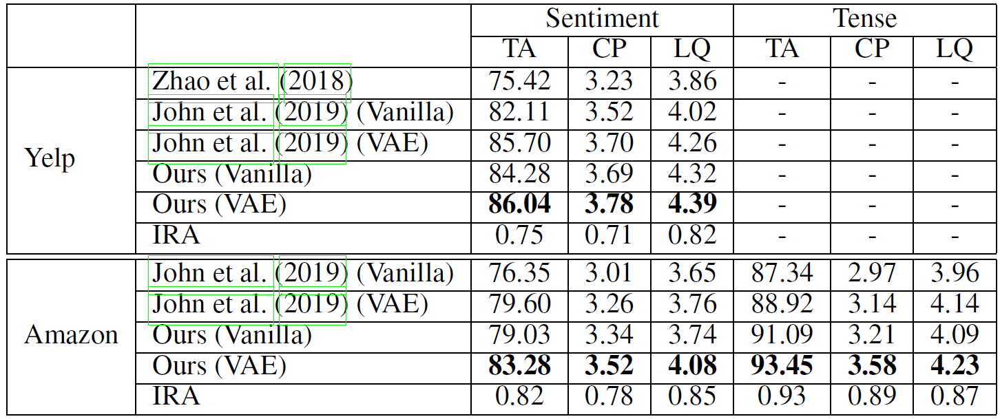 Sentiment Tense
TA CP LQ TA CP LQ
Yelp
Zhao et al. (2018) 75.42 3.23 3.86 - - -
John et al. (2019) (Vanilla) 82.11 3.52 4.02 - - -
John et al. (2019) (VAE) 85.70 3.70 4.26 - - -
Ours (Vanilla) 84.28 3.69 4.32 - - -
Ours (VAE) 86.04 3.78 4.39 - - -
IRA 0.75 0.71 0.82 - - -
Amazon
John et al. (2019) (Vanilla) 76.35 3.01 3.65 87.34 2.97 3.96
John et al. (2019) (VAE) 79.60 3.26 3.76 88.92 3.14 4.14
Ours (Vanilla) 79.03 3.34 3.74 91.09 3.21 4.09
Ours (VAE) 83.28 3.52 4.08 93.45 3.58 4.23
IRA 0.82 0.78 0.85 0.93 0.89 0.87